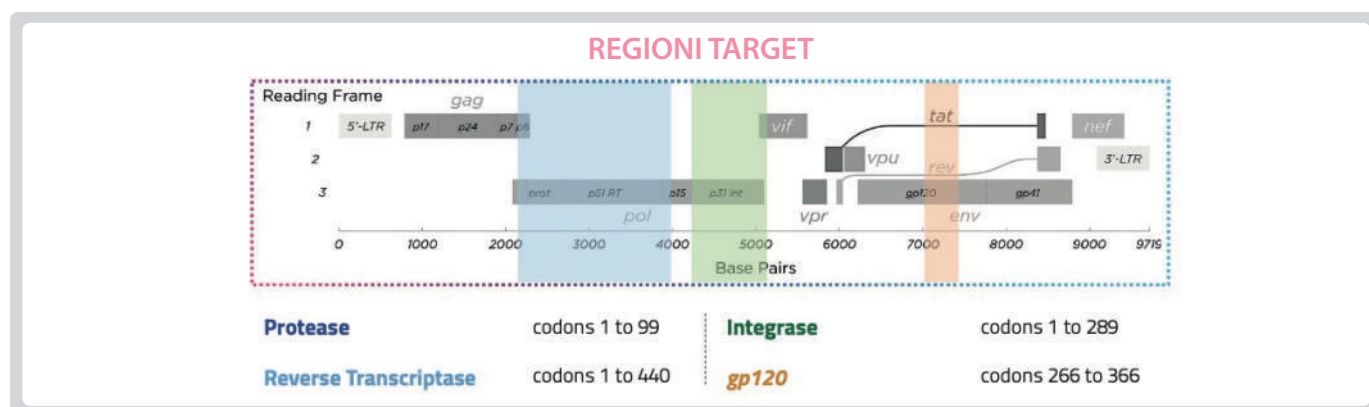 REGIONI TARGET
Reading Frame
gag
1 5'-LTR p17 p24 p7 p6 vif tat nef
2 vpu rev 3'-LTR
3 prot p51 RT p15 p31 int gp120 gp41
pol vpr env
0 1000 2000 3000 4000 5000 6000 7000 8000 9000 9719
Base Pairs
Protease codons 1 to 99 Integrase codons 1 to 289
Reverse Transcriptase codons 1 to 440 gp120 codons 266 to 366